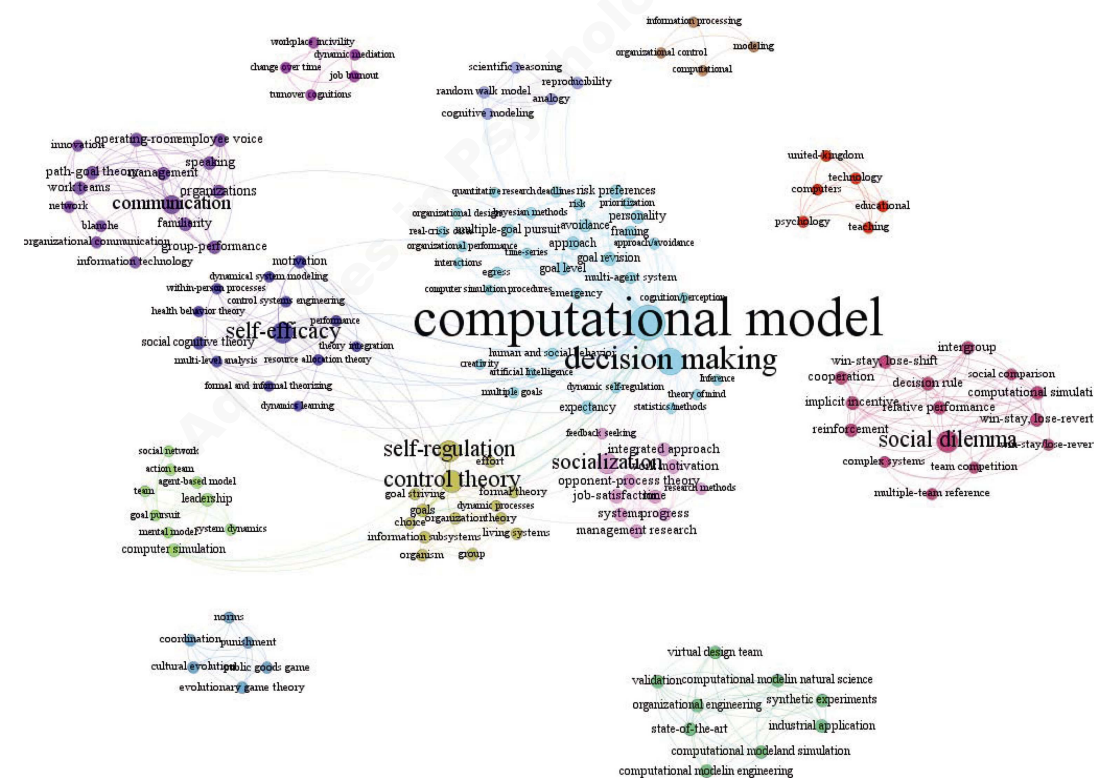 information processing
organizational control
modeling
computational
workplace incivility
dynamic mediation
change over time
job burnout
turnover cognitions
scientific reasoning
reproducibility
random walk model
analogy
cognitive modeling
innovation
operating-room
employee voice
speaking
path-goal theory
management
work teams
organizations
network
communication
blanche
familiarity
organizational communication
group-performance
information technology
united-kingdom
technology
computers
educational
psychology
teaching
quantitative research
deadlines
risk preferences
risk
prioritization
organizational design
bayesian methods
personality
real-crisis cases
multiple-goal pursuit
avoidance
framing
organizational performance
approach
approach/avoidance
time-series
goal revision
interactions
goal level
egress
multi-agent system
computer simulation procedures
emergency
cognition/perception
computational model
decision making
human and social behavior
creativity
artificial Intelligence
Inference
multiple goals
dynamic self-regulation
theory of mind
expectancy
statistics/methods
motivation
dynamical system modeling
within-person processes
control systems engineering
health behavior theory
performance
self-efficacy
social cognitive theory
theory integration
multi-level analysis
resource allocation theory
formal and informal theorizing
dynamics learning
intergroup
win-stay, lose-shift
social comparison
cooperation
decision rule
computational simulati
implicit incentive
relative performance
win-stay, lose-revert
reinforcement
social dilemma
win-stay/lose-rever
complex systems
team competition
multiple-team reference
social network
action team
agent-based model
team
leadership
goal pursuit
mental model
system dynamics
computer simulation
self-regulation
effort
control theory
goal striving
formal theory
goals
dynamic processes
choice
organization
theory
information subsystems
living systems
organism
group
feedback seeking
integrated approach
socialization
work motivation
opponent-process theory
research methods
job-satisfaction
time
systems
progress
management research
norms
coordination
punishment
cultural evolution
public goods game
evolutionary game theory
virtual design team
validation
computational model
in natural science
organizational engineering
synthetic experiments
state-of-the-art
industrial application
computational model
and simulation
computational model
in engineering